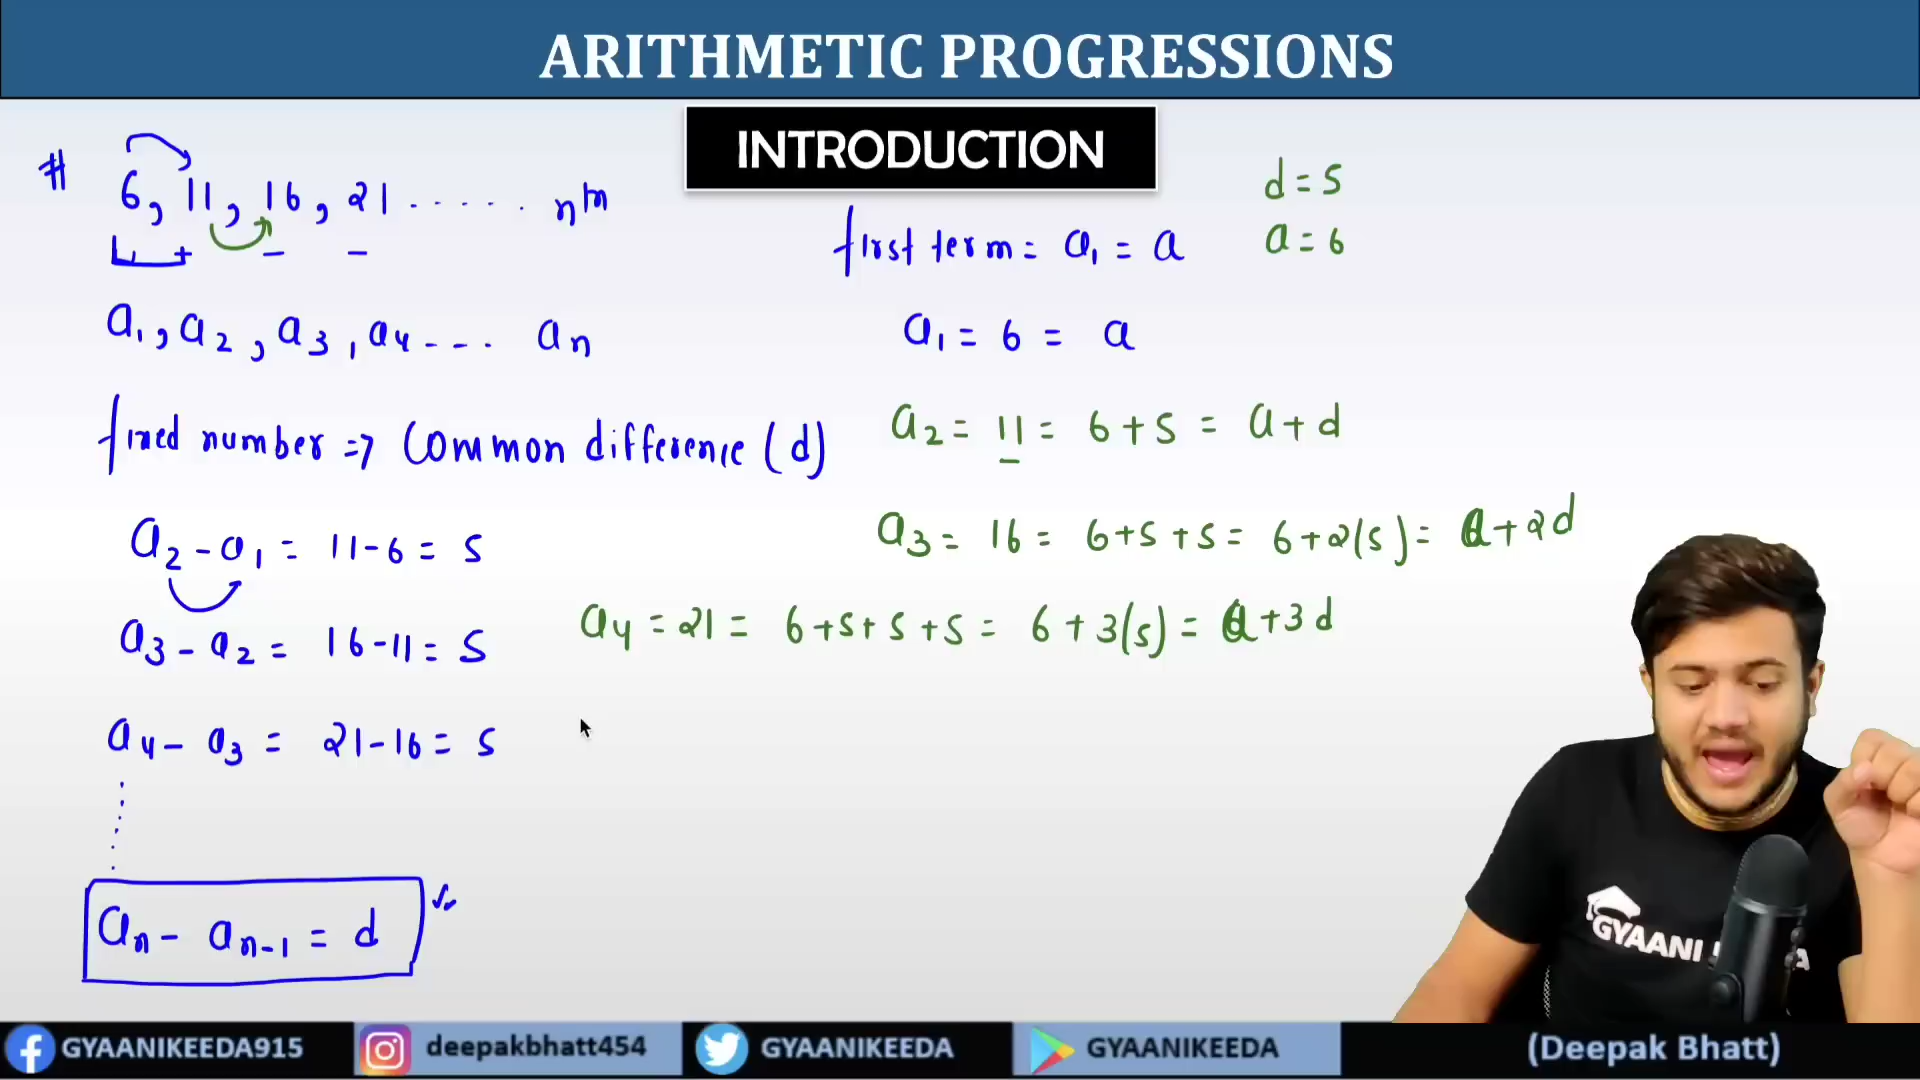 ARITHMETIC PROGRESSIONS
INTRODUCTION
# 6, 11, 16, 21 ...... nth
a₁, a₂, a₃, a₄ --- aₙ
fixed number => Common difference (d)
a₂ - a₁ = 11-6 = 5
a₃ - a₂ = 16-11 = 5
a₄ - a₃ = 21-16 = 5
aₙ - aₙ₋₁ = d
d = 5
a = 6
first term = a₁ = a
a₁ = 6 = a
a₂ = 11 = 6+5 = a+d
a₃ = 16 = 6+5+5 = 6+2(5) = a+2d
a₄ = 21 = 6+5+5+5 = 6+3(5) = a+3d
GYAANI
GYAANIKEEDA915 deepakbhatt454 GYAANIKEEDA GYAANIKEEDA (Deepak Bhatt)